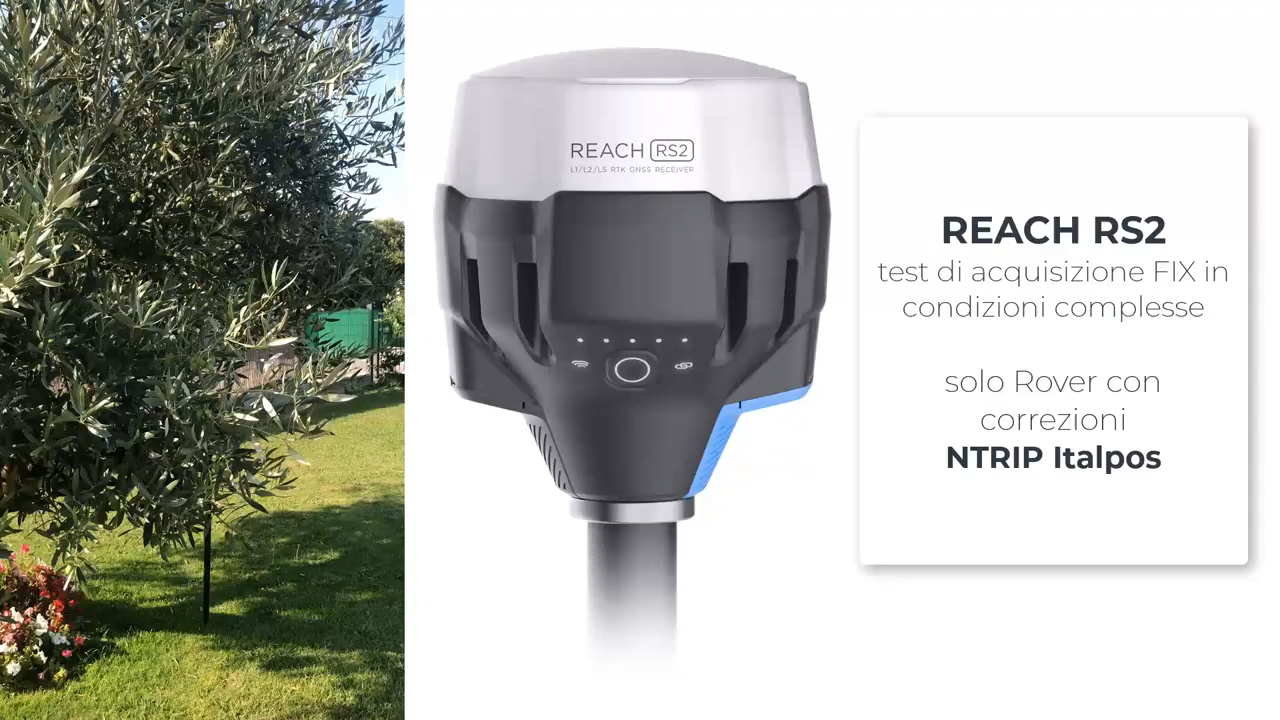 REACH RS2
L1/L2/L5 RTK GNSS RECEIVER
REACH RS2
test di acquisizione FIX in
condizioni complesse
solo Rover con
correzioni
NTRIP Italpos